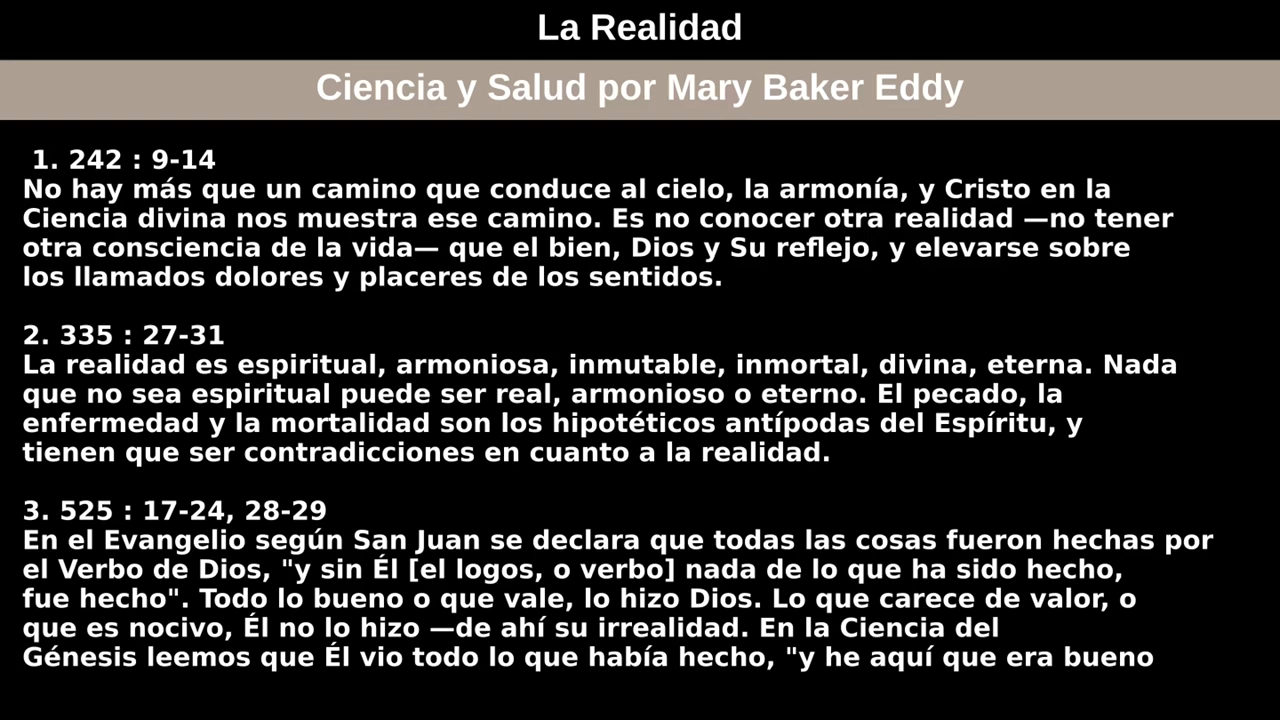 La Realidad
Ciencia y Salud por Mary Baker Eddy
1. 242 : 9-14
No hay más que un camino que conduce al cielo, la armonía, y Cristo en la
Ciencia divina nos muestra ese camino. Es no conocer otra realidad —no tener
otra consciencia de la vida— que el bien, Dios y Su reflejo, y elevarse sobre
los llamados dolores y placeres de los sentidos.
2. 335 : 27-31
La realidad es espiritual, armoniosa, inmutable, inmortal, divina, eterna. Nada
que no sea espiritual puede ser real, armonioso o eterno. El pecado, la
enfermedad y la mortalidad son los hipotéticos antípodas del Espíritu, y
tienen que ser contradicciones en cuanto a la realidad.
3. 525 : 17-24, 28-29
En el Evangelio según San Juan se declara que todas las cosas fueron hechas por
el Verbo de Dios, "y sin Él [el logos, o verbo] nada de lo que ha sido hecho,
fue hecho". Todo lo bueno o que vale, lo hizo Dios. Lo que carece de valor, o
que es nocivo, Él no lo hizo —de ahí su irrealidad. En la Ciencia del
Génesis leemos que Él vio todo lo que había hecho, "y he aquí que era bueno